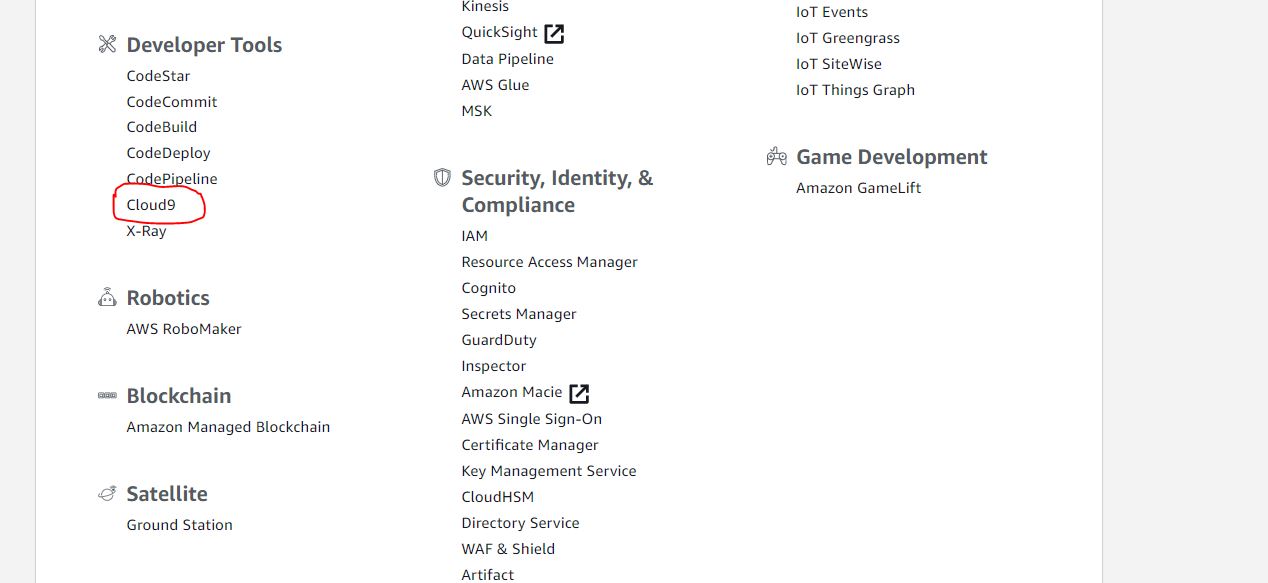 Developer Tools
CodeStar
CodeCommit
CodeBuild
CodeDeploy
CodePipeline
Cloud9
X-Ray
Robotics
AWS RoboMaker
Blockchain
Amazon Managed Blockchain
Satellite
Ground Station
Kinesis
QuickSight
Data Pipeline
AWS Glue
MSK
Security, Identity, &
Compliance
IAM
Resource Access Manager
Cognito
Secrets Manager
GuardDuty
Inspector
Amazon Macie
AWS Single Sign-On
Certificate Manager
Key Management Service
CloudHSM
Directory Service
WAF & Shield
Artifact
IoT Events
IoT Greengrass
IoT SiteWise
IoT Things Graph
Game Development
Amazon GameLift